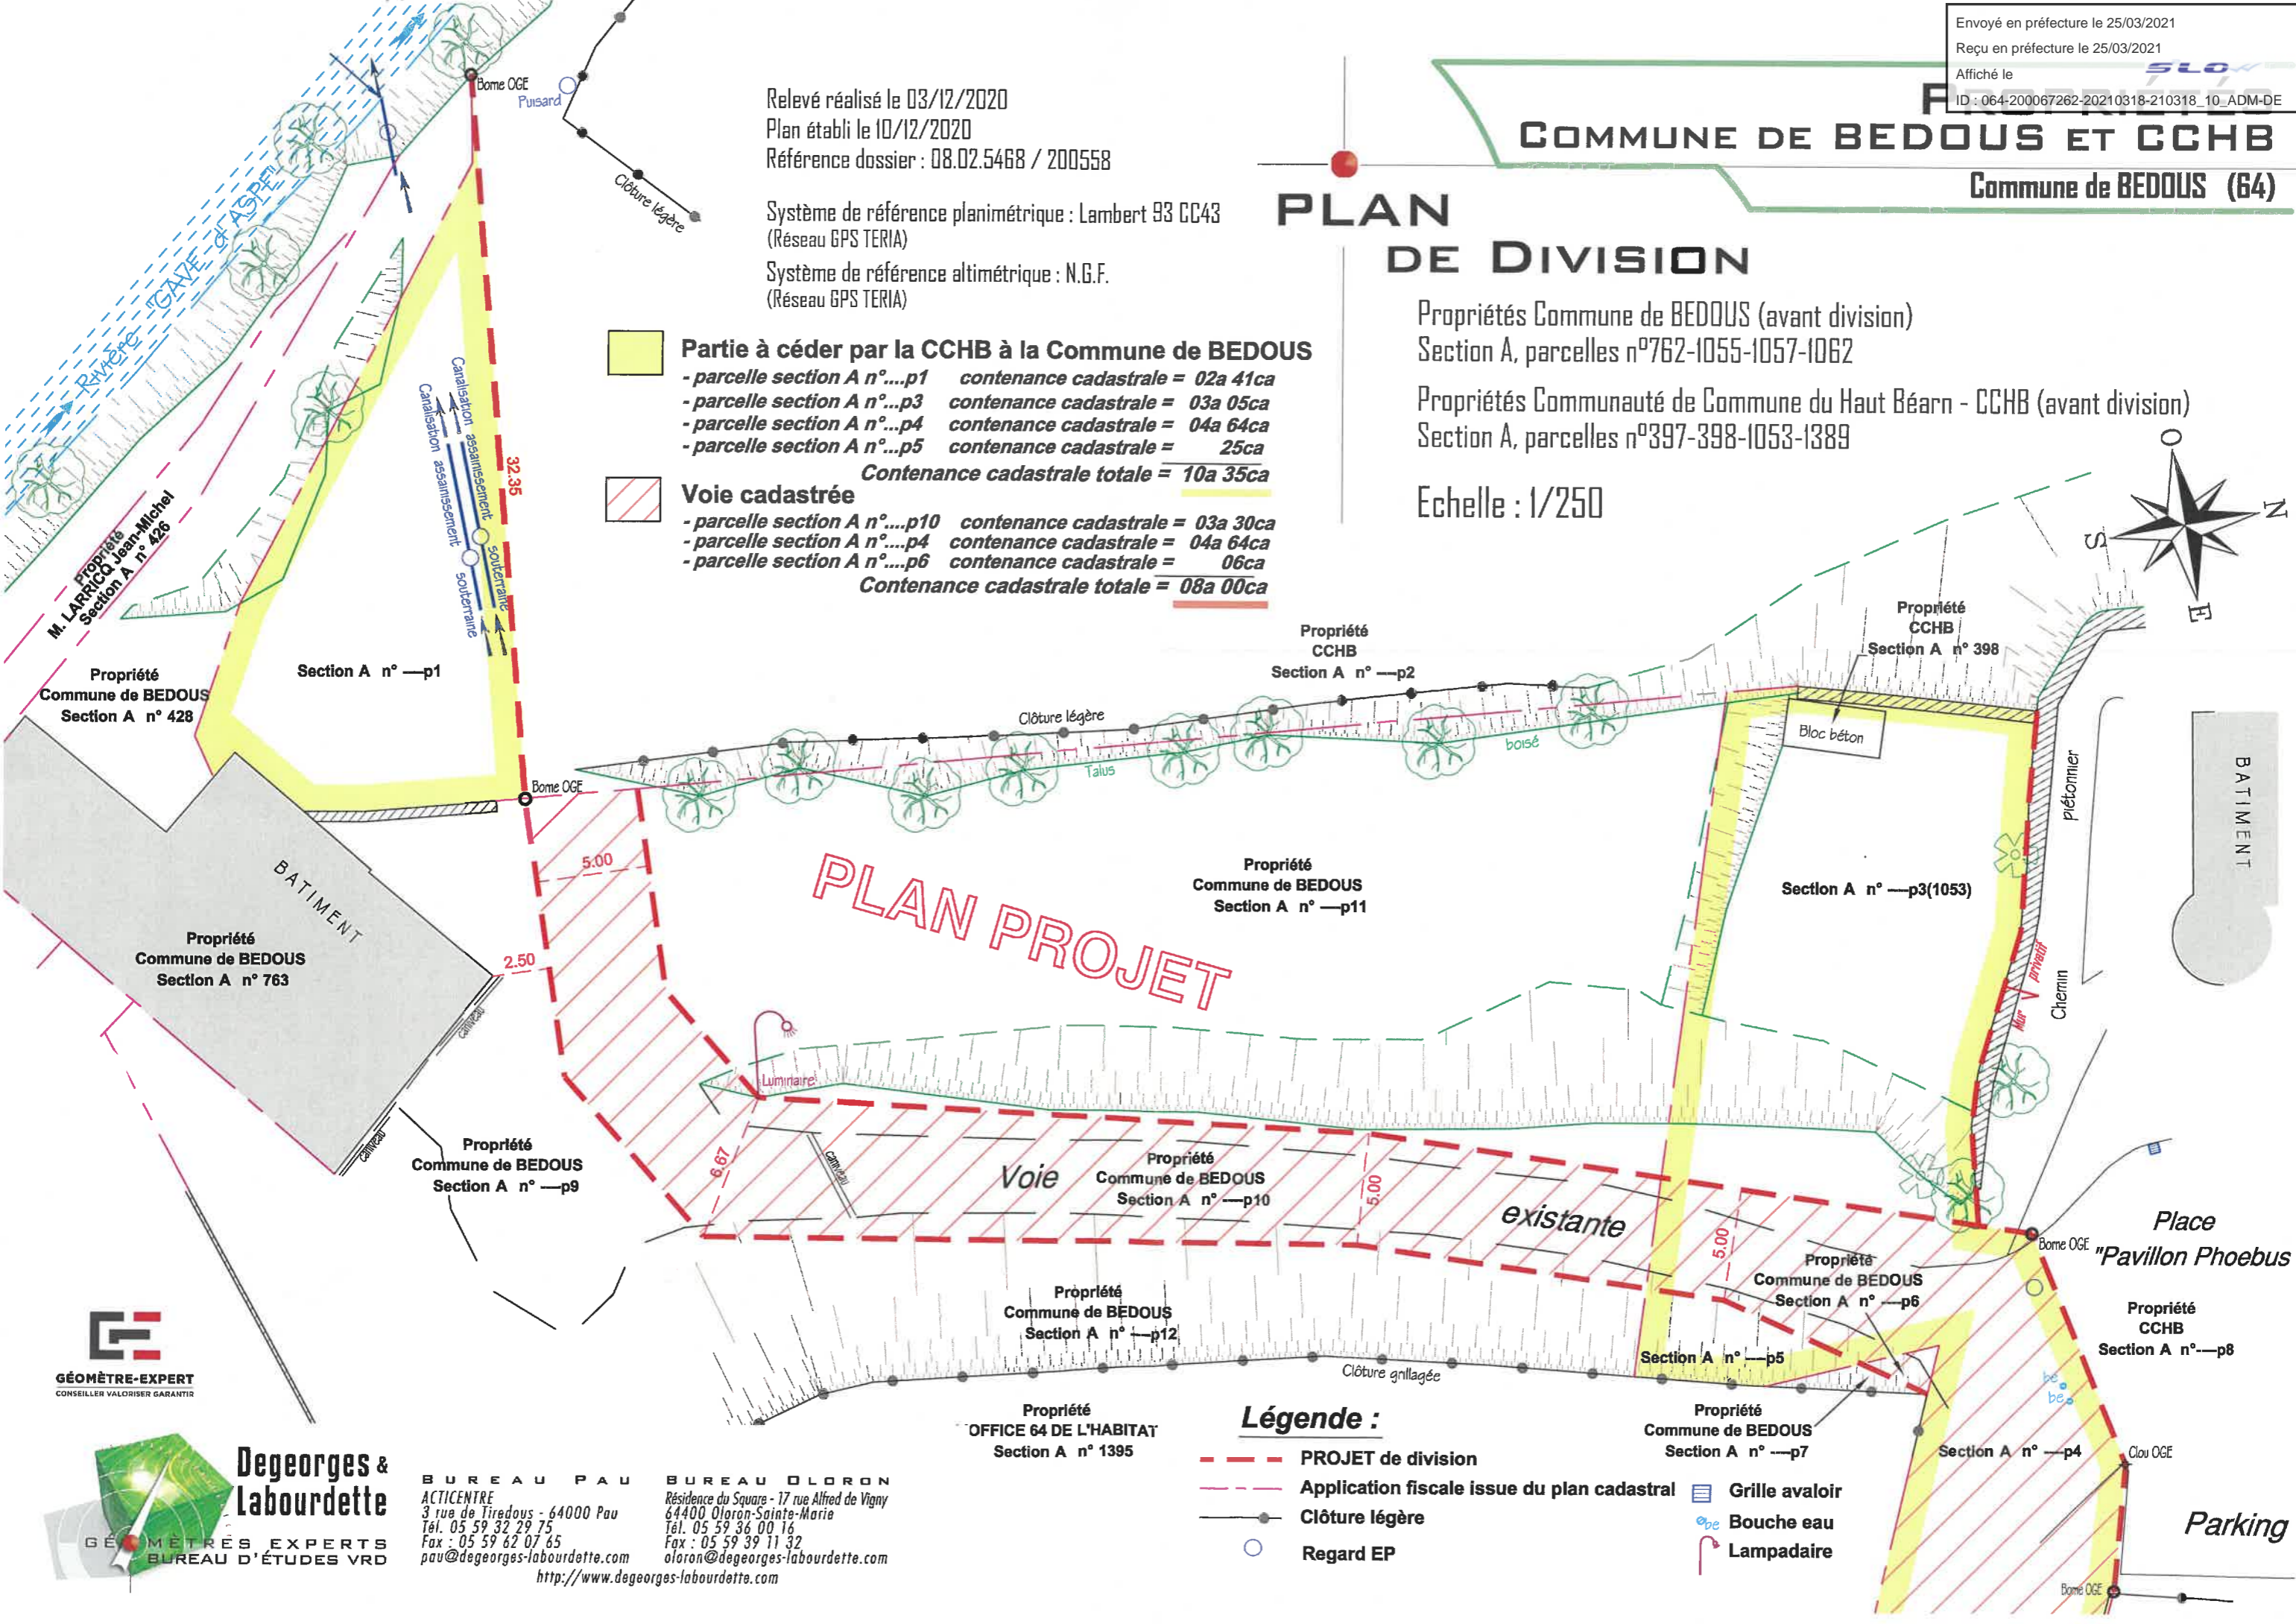 Envoyé en préfecture le 25/03/2021
Reçu en préfecture le 25/03/2021
Affiché le
SLOW
ID : 064-200067262-20210318-210318_10_ADM-DE
PROPRIÉTÉS
COMMUNE DE BEDOUS ET CCHB
Commune de BEDOUS (64)
PLAN
DE DIVISION
Relevé réalisé le 03/12/2020
Plan établi le 10/12/2020
Référence dossier : 08.02.5468 / 200558
Système de référence planimétrique : Lambert 93 CC43
(Réseau GPS TERIA)
Système de référence altimétrique : N.G.F.
(Réseau GPS TERIA)
Propriétés Commune de BEDOUS (avant division)
Section A, parcelles n°762-1055-1057-1062
Propriétés Communauté de Commune du Haut Béarn - CCHB (avant division)
Section A, parcelles n°397-398-1053-1389
Echelle : 1/250
Partie à céder par la CCHB à la Commune de BEDOUS
- parcelle section A n°....p1 contenance cadastrale = 02a 41ca
- parcelle section A n°...p3 contenance cadastrale = 03a 05ca
- parcelle section A n°...p4 contenance cadastrale = 04a 64ca
- parcelle section A n°...p5 contenance cadastrale = 25ca
Contenance cadastrale totale = 10a 35ca
Voie cadastrée
- parcelle section A n°....p10 contenance cadastrale = 03a 30ca
- parcelle section A n°....p4 contenance cadastrale = 04a 64ca
- parcelle section A n°....p6 contenance cadastrale = 06ca
Contenance cadastrale totale = 08a 00ca
O
N
S
E
Borne OGE
Puisard
Clôture légère
Rivière "GAVE d'ASPE"
Canalisation assainissement souterraine
Canalisation assainissement souterraine
32.35
Propriété
M. LARRICQ Jean-Michel
Section A n° 426
Propriété
Commune de BEDOUS
Section A n° 428
Section A n° ----p1
Borne OGE
BATIMENT
Propriété
Commune de BEDOUS
Section A n° 763
5.00
2.50
caniveau
caniveau
Propriété
CCHB
Section A n° ----p2
Clôture légère
Talus
boisé
Propriété
CCHB
Section A n° 398
Bloc béton
PLAN PROJET
Propriété
Commune de BEDOUS
Section A n° ----p11
Section A n° ----p3(1053)
piétonnier
Chemin
Mur privatif
BATIMENT
Luminaire
Propriété
Commune de BEDOUS
Section A n° ----p9
6.67
caniveau
Voie
Propriété
Commune de BEDOUS
Section A n° ----p10
5.00
existante
5.00
Propriété
Commune de BEDOUS
Section A n° ----p6
Borne OGE
Place
"Pavillon Phoebus
Propriété
CCHB
Section A n°----p8
Propriété
Commune de BEDOUS
Section A n° ----p12
Section A n° ----p5
Clôture grillagée
be
be
Propriété
OFFICE 64 DE L'HABITAT
Section A n° 1395
Propriété
Commune de BEDOUS
Section A n° ----p7
Section A n° ----p4
Clou OGE
Parking
Borne OGE
Légende :
PROJET de division
Application fiscale issue du plan cadastral
Clôture légère
Regard EP
Grille avaloir
be Bouche eau
Lampadaire
GÉOMÈTRE-EXPERT
CONSEILLER VALORISER GARANTIR
Degeorges &
Labourdette
GÉOMÈTRES EXPERTS
BUREAU D'ÉTUDES VRD
BUREAU PAU
ACTICENTRE
3 rue de Tiredous - 64000 Pau
Tél. 05 59 32 29 75
Fax : 05 59 62 07 65
pau@degeorges-labourdette.com
BUREAU OLORON
Résidence du Square - 17 rue Alfred de Vigny
64400 Oloron-Sainte-Marie
Tél. 05 59 36 00 16
Fax : 05 59 39 11 32
oloron@degeorges-labourdette.com
http://www.degeorges-labourdette.com